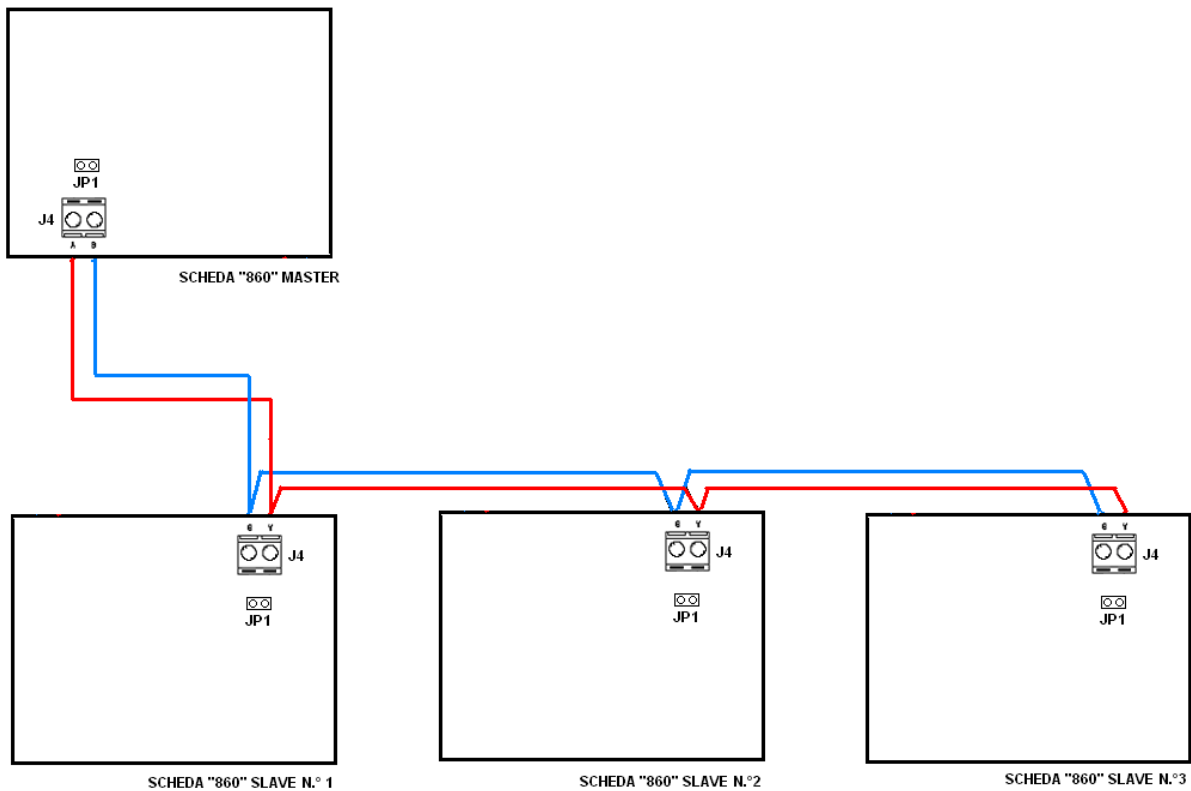 JP1
J4
A B
SCHEDA "860" MASTER
J4
JP1
SCHEDA "860" SLAVE N.° 1
J4
JP1
SCHEDA "860" SLAVE N.°2
J4
JP1
SCHEDA "860" SLAVE N.°3